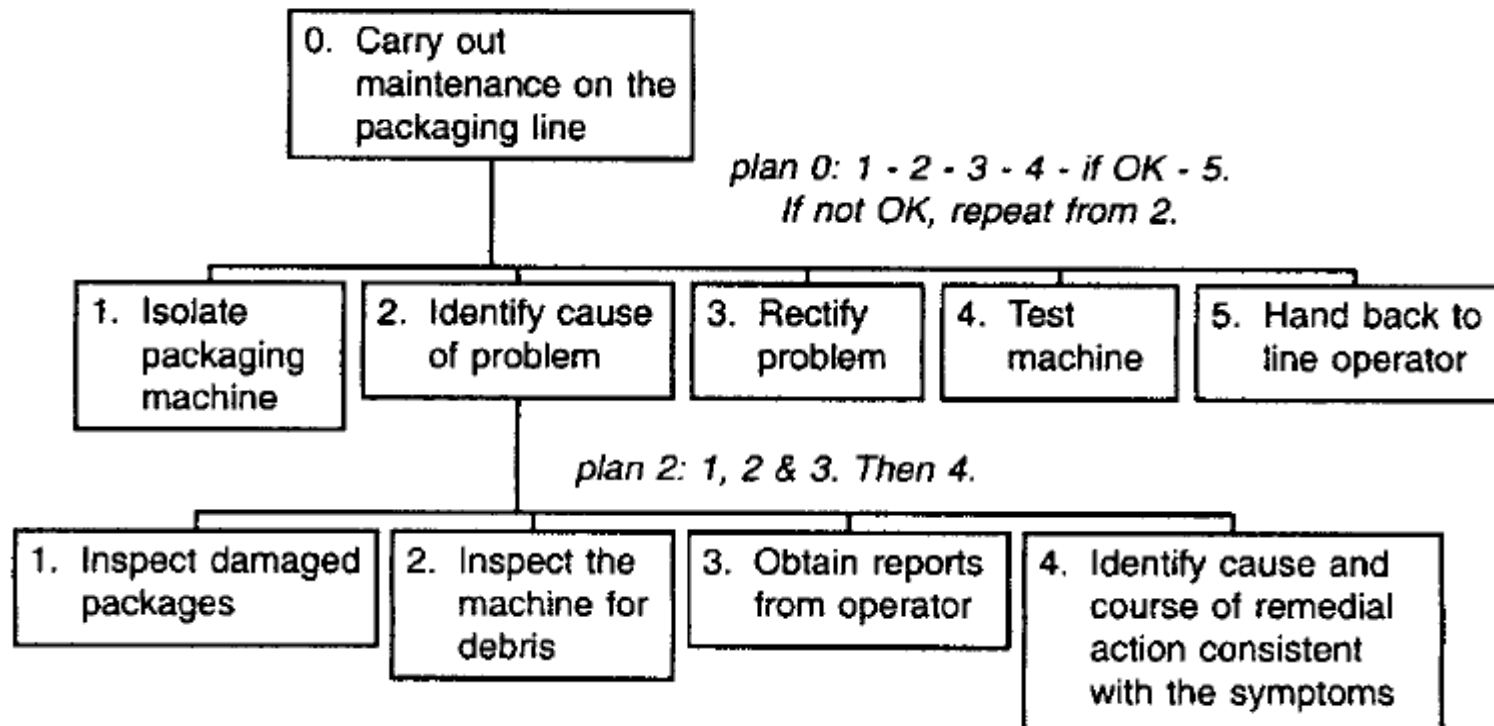 0. Carry out
maintenance on the
packaging line
plan 0: 1 - 2 - 3 - 4 - if OK - 5.
If not OK, repeat from 2.
1. Isolate
packaging
machine
2. Identify cause
of problem
3. Rectify
problem
4. Test
machine
5. Hand back to
line operator
plan 2: 1, 2 & 3. Then 4.
1. Inspect damaged
packages
2. Inspect the
machine for
debris
3. Obtain reports
from operator
4. Identify cause and
course of remedial
action consistent
with the symptoms